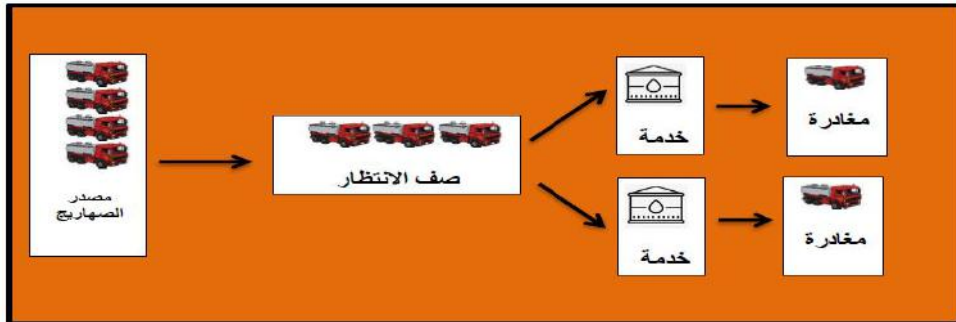 مصدر
الصهاريج
صف الانتظار
خدمة
مغادرة
خدمة
مغادرة